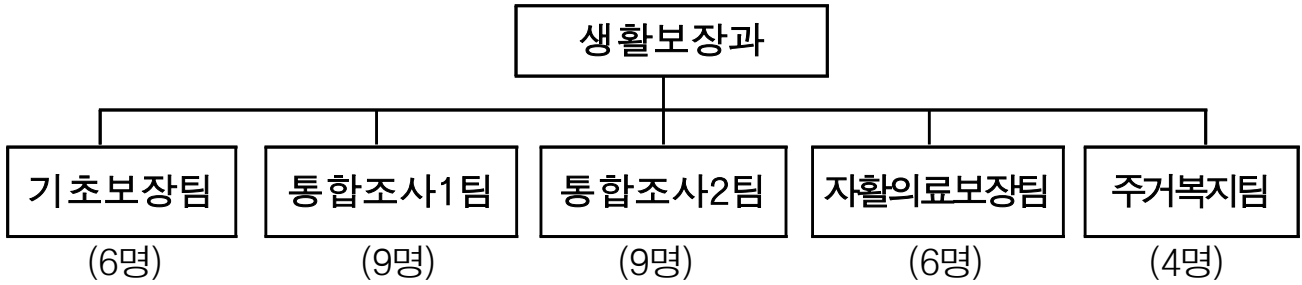 생활보장과
기초보장팀 통합조사1팀 통합조사2팀 자활의료보장팀 주거복지팀
(6명) (9명) (9명) (6명) (4명)